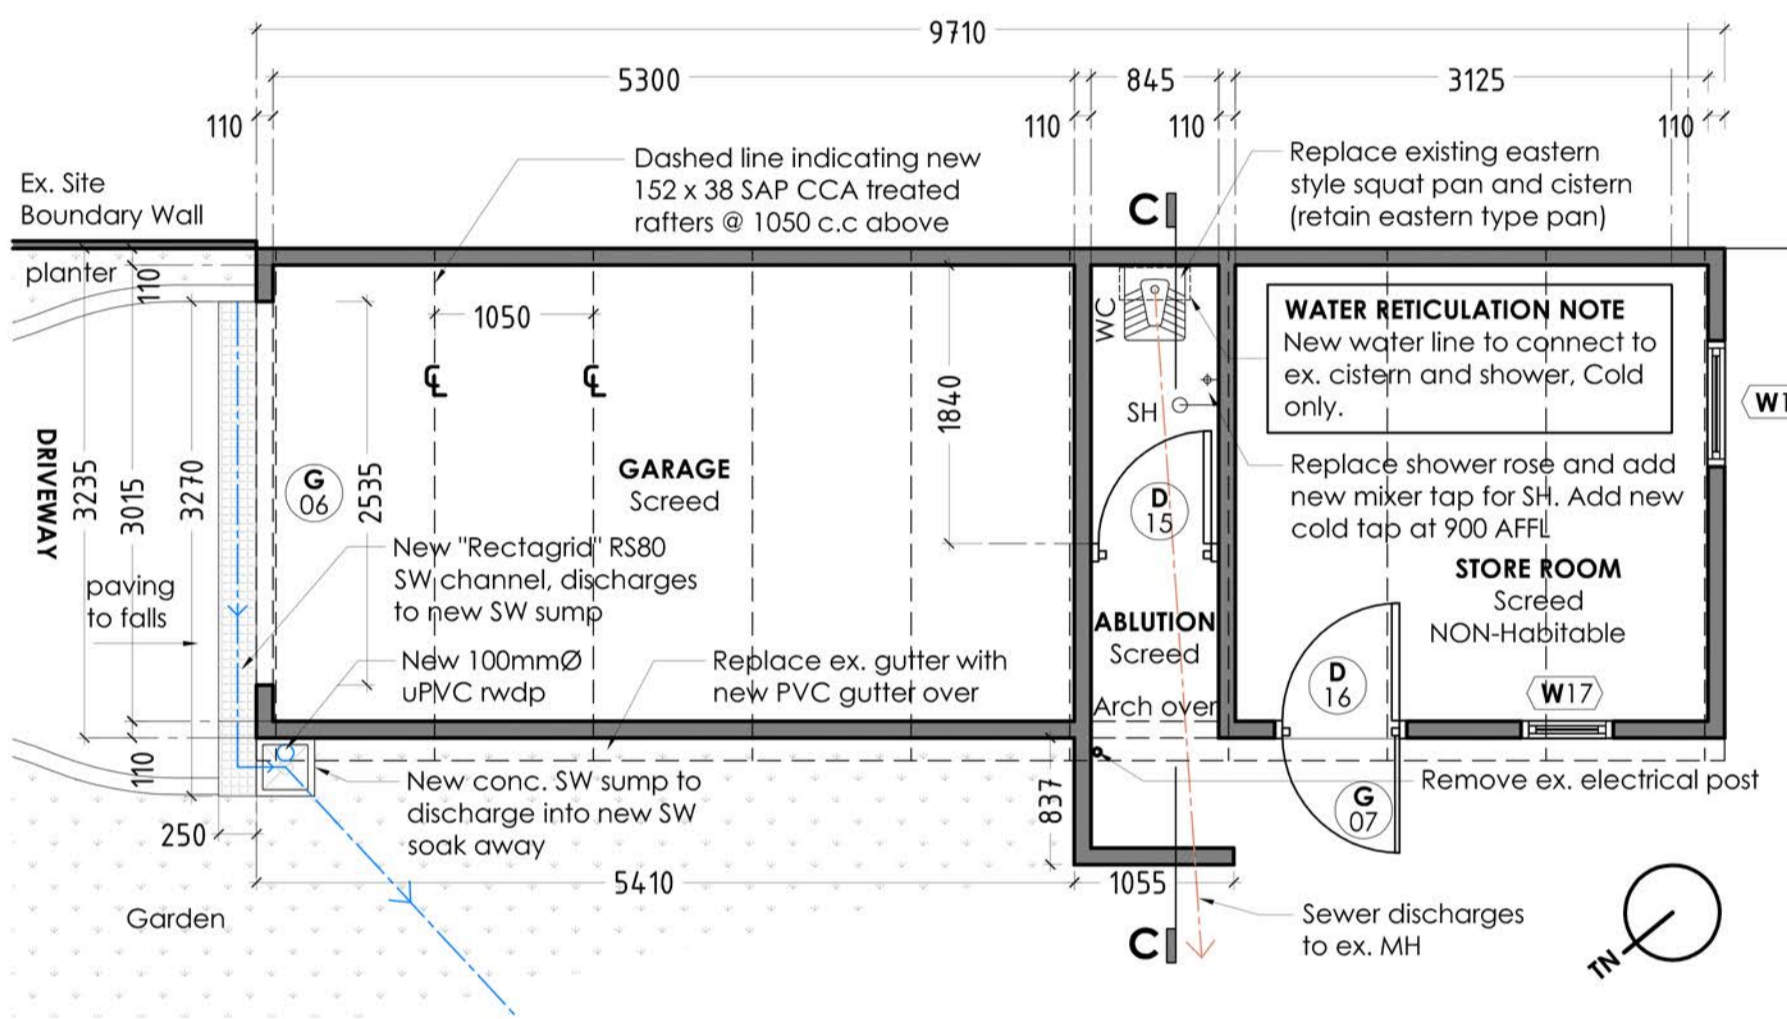 9710
5300
845
3125
110
110
110
110
Ex. Site
Boundary Wall
Dashed line indicating new
152 x 38 SAP CCA treated
rafters @ 1050 c.c above
C
Replace existing eastern
style squat pan and cistern
(retain eastern type pan)
planter
110
1050
WC
WATER RETICULATION NOTE
New water line to connect to
ex. cistern and shower, Cold
only.
℄
℄
1840
SH
W1
DRIVEWAY
3235
3015
3270
G
06
2535
GARAGE
Screed
D
15
Replace shower rose and add
new mixer tap for SH. Add new
cold tap at 900 AFFL
New "Rectagrid" RS80
SW channel, discharges
to new SW sump
paving
to falls
STORE ROOM
Screed
NON-Habitable
ABLUTION
Screed
New 100mmØ
uPVC rwdp
Replace ex. gutter with
new PVC gutter over
D
16
W17
Arch over
110
New conc. SW sump to
discharge into new SW
soak away
837
Remove ex. electrical post
G
07
250
5410
1055
Garden
C
Sewer discharges
to ex. MH
TN